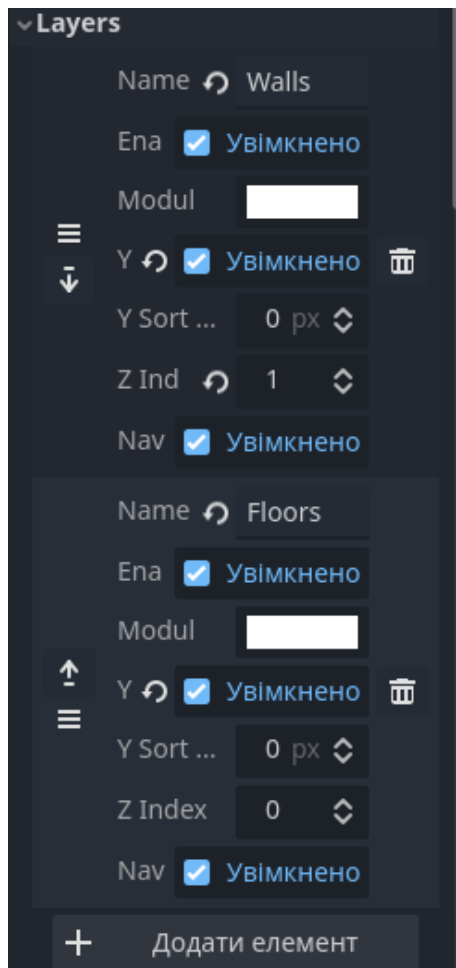 Layers
Name Walls
Ena Увімкнено
Modul
Y Увімкнено
Y Sort ... 0 px
Z Ind 1
Nav Увімкнено
Name Floors
Ena Увімкнено
Modul
Y Увімкнено
Y Sort ... 0 px
Z Index 0
Nav Увімкнено
Додати елемент